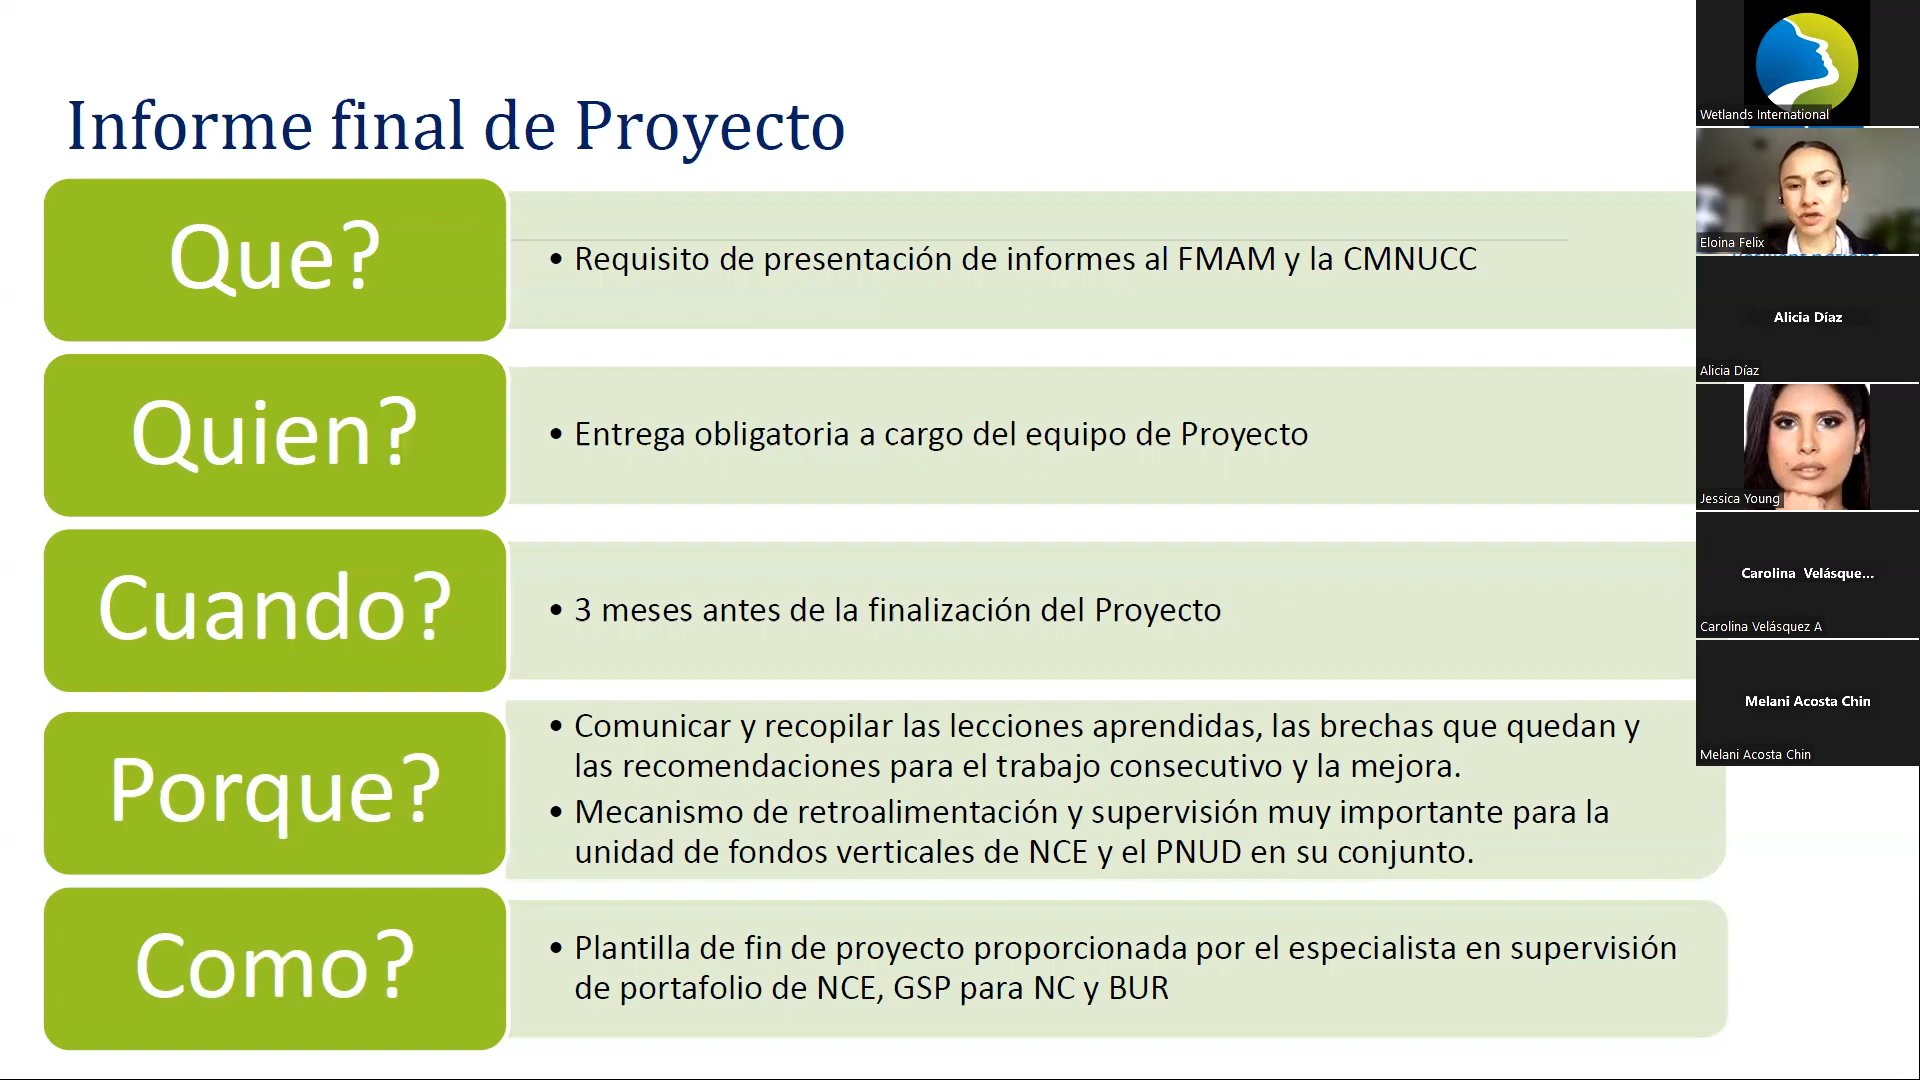 Informe final de Proyecto
Que?
• Requisito de presentación de informes al FMAM y la CMNUCC
Quien?
• Entrega obligatoria a cargo del equipo de Proyecto
Cuando?
• 3 meses antes de la finalización del Proyecto
Porque?
• Comunicar y recopilar las lecciones aprendidas, las brechas que quedan y
las recomendaciones para el trabajo consecutivo y la mejora.
• Mecanismo de retroalimentación y supervisión muy importante para la
unidad de fondos verticales de NCE y el PNUD en su conjunto.
Como?
• Plantilla de fin de proyecto proporcionada por el especialista en supervisión
de portafolio de NCE, GSP para NC y BUR
Wetlands International
Eloina Felix
Alicia Díaz
Alicia Díaz
Jessica Young
Carolina Velásque...
Carolina Velásquez A
Melani Acosta Chin
Melani Acosta Chin